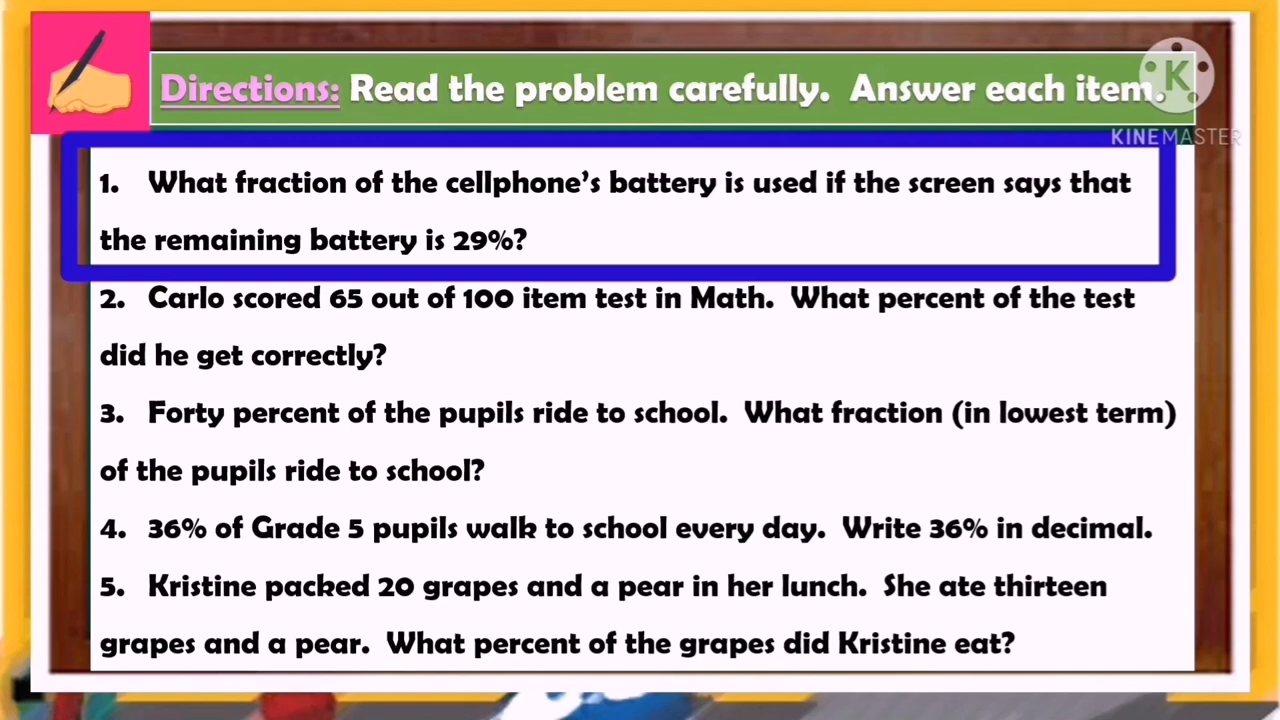 Directions: Read the problem carefully. Answer each item.
K
KINEMASTER
1. What fraction of the cellphone's battery is used if the screen says that
the remaining battery is 29%?
2. Carlo scored 65 out of 100 item test in Math. What percent of the test
did he get correctly?
3. Forty percent of the pupils ride to school. What fraction (in lowest term)
of the pupils ride to school?
4. 36% of Grade 5 pupils walk to school every day. Write 36% in decimal.
5. Kristine packed 20 grapes and a pear in her lunch. She ate thirteen
grapes and a pear. What percent of the grapes did Kristine eat?